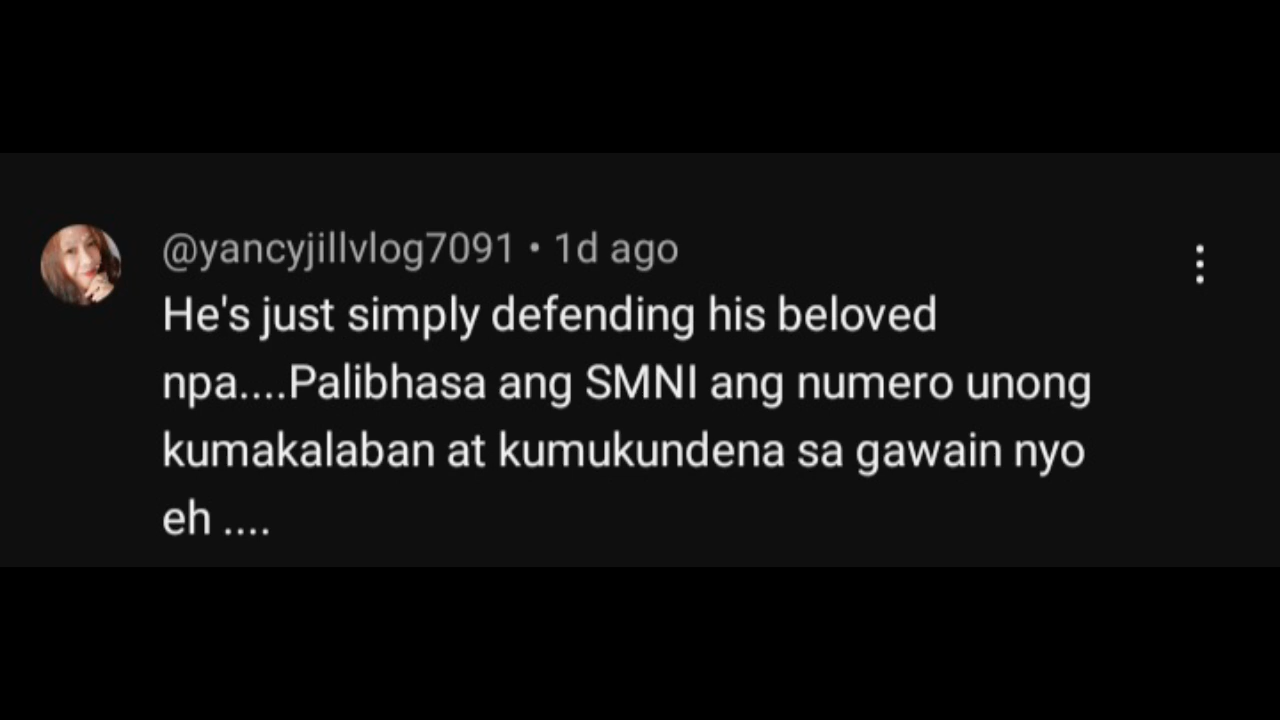 @yancyjillvlog7091 • 1d ago
He's just simply defending his beloved
npa....Palibhasa ang SMNI ang numero unong
kumakalaban at kumukundena sa gawain nyo
eh ....